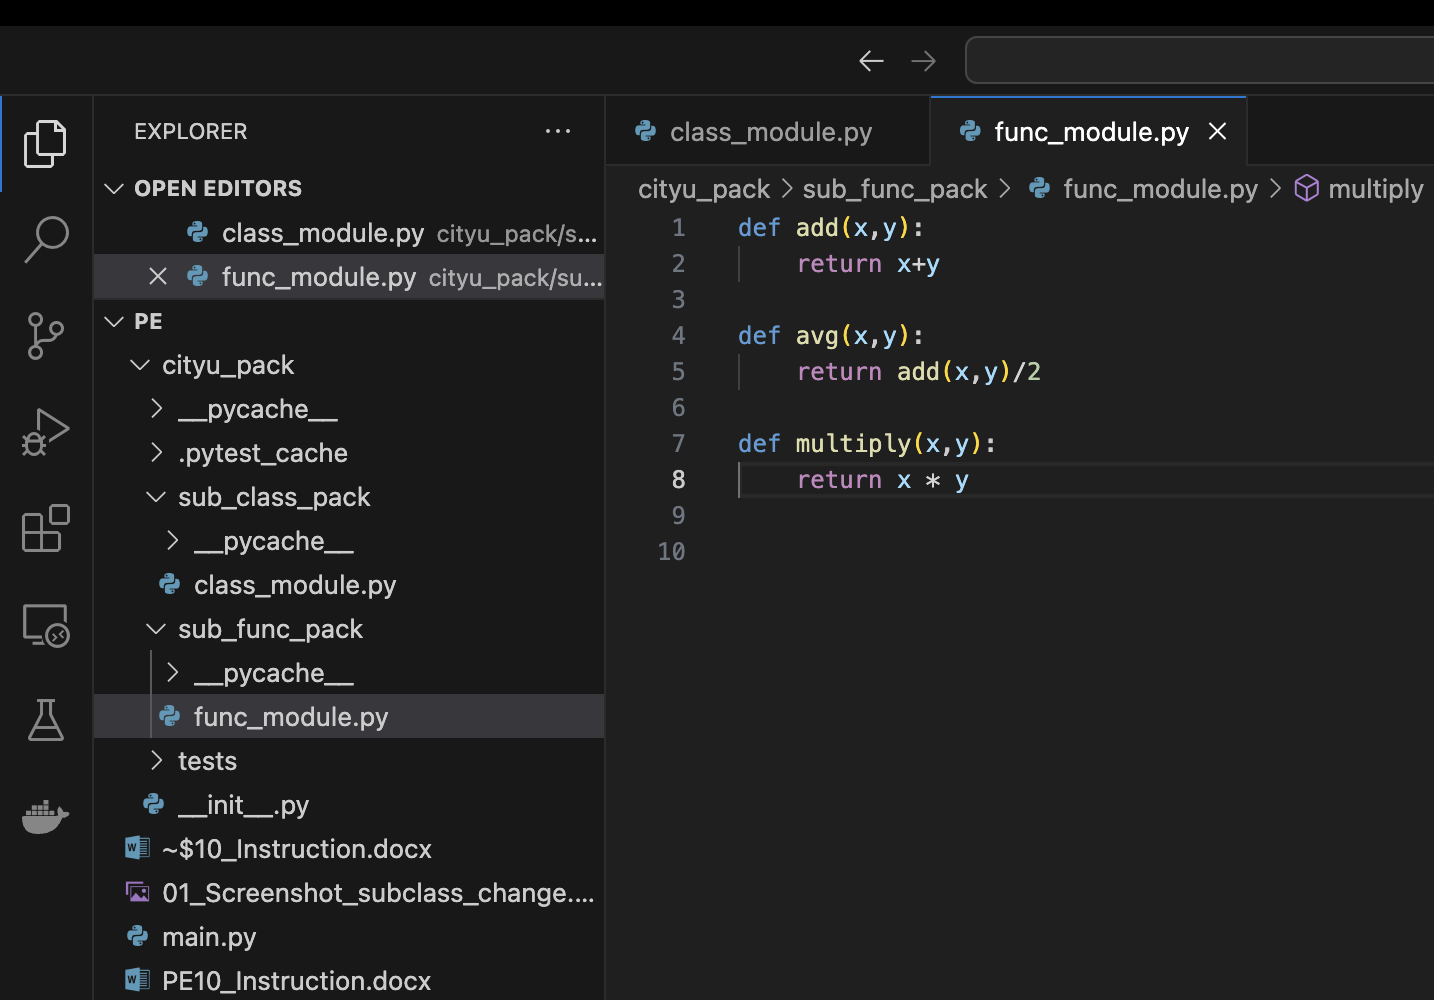 EXPLORER
OPEN EDITORS
class_module.py cityu_pack/s...
func_module.py cityu_pack/su...
PE
cityu_pack
__pycache__
.pytest_cache
sub_class_pack
__pycache__
class_module.py
sub_func_pack
__pycache__
func_module.py
tests
__init__.py
~$10_Instruction.docx
01_Screenshot_subclass_change....
main.py
PE10_Instruction.docx
class_module.py
func_module.py
cityu_pack > sub_func_pack > func_module.py > multiply
1 def add(x,y):
2     return x+y
3
4 def avg(x,y):
5     return add(x,y)/2
6
7 def multiply(x,y):
8     return x * y
9
10